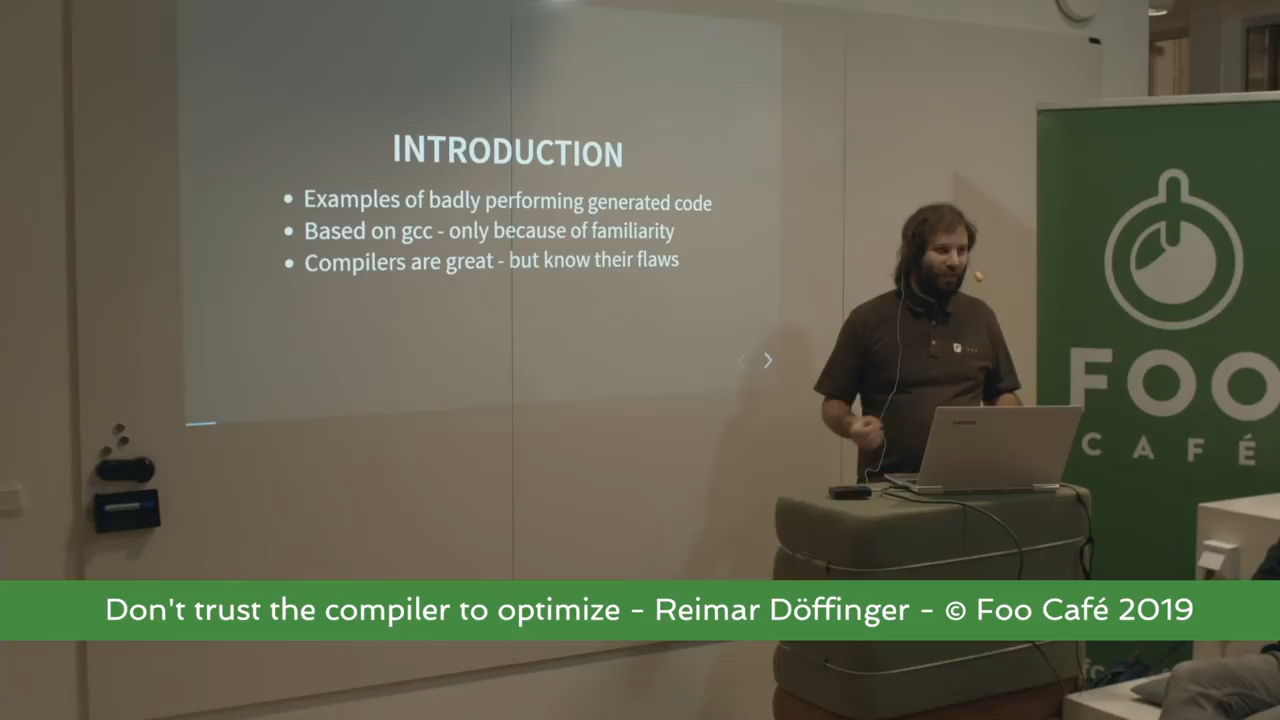 INTRODUCTION
• Examples of badly performing generated code
• Based on gcc - only because of familiarity
• Compilers are great - but know their flaws
FOO
CAFÉ
Don't trust the compiler to optimize - Reimar Döffinger - © Foo Café 2019